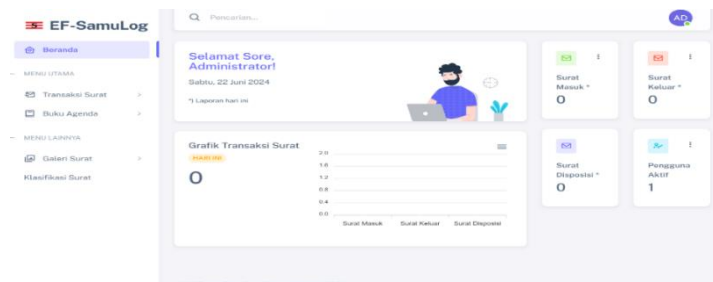 EF-SamuLog
Pencarian...
AD
Beranda
MENU UTAMA
Transaksi Surat
Buku Agenda
MENU LAINNYA
Galeri Surat
Klasifikasi Surat
Selamat Sore,
Administrator!
Sabtu, 22 Juni 2024
*) Laporan hari ini
Grafik Transaksi Surat
HARI INI
0
2.0
1.6
1.2
0.8
0.4
0.0
Surat Masuk Surat Keluar Surat Disposisi
Surat
Masuk *
0
Surat
Keluar *
0
Surat
Disposisi *
0
Pengguna
Aktif
1